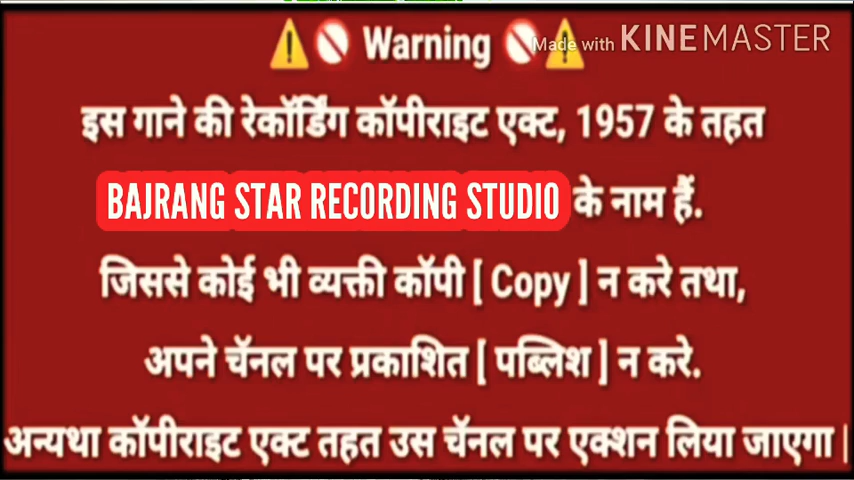 ⚠️🚫 Warning 🚫⚠️
Made with KINEMASTER
इस गाने की रेकॉर्डिंग कॉपीराइट एक्ट, 1957 के तहत
BAJRANG STAR RECORDING STUDIO के नाम हैं.
जिससे कोई भी व्यक्ती कॉपी [ Copy ] न करे तथा,
अपने चॅनल पर प्रकाशित [ पब्लिश ] न करे.
अन्यथा कॉपीराइट एक्ट तहत उस चॅनल पर एक्शन लिया जाएगा |